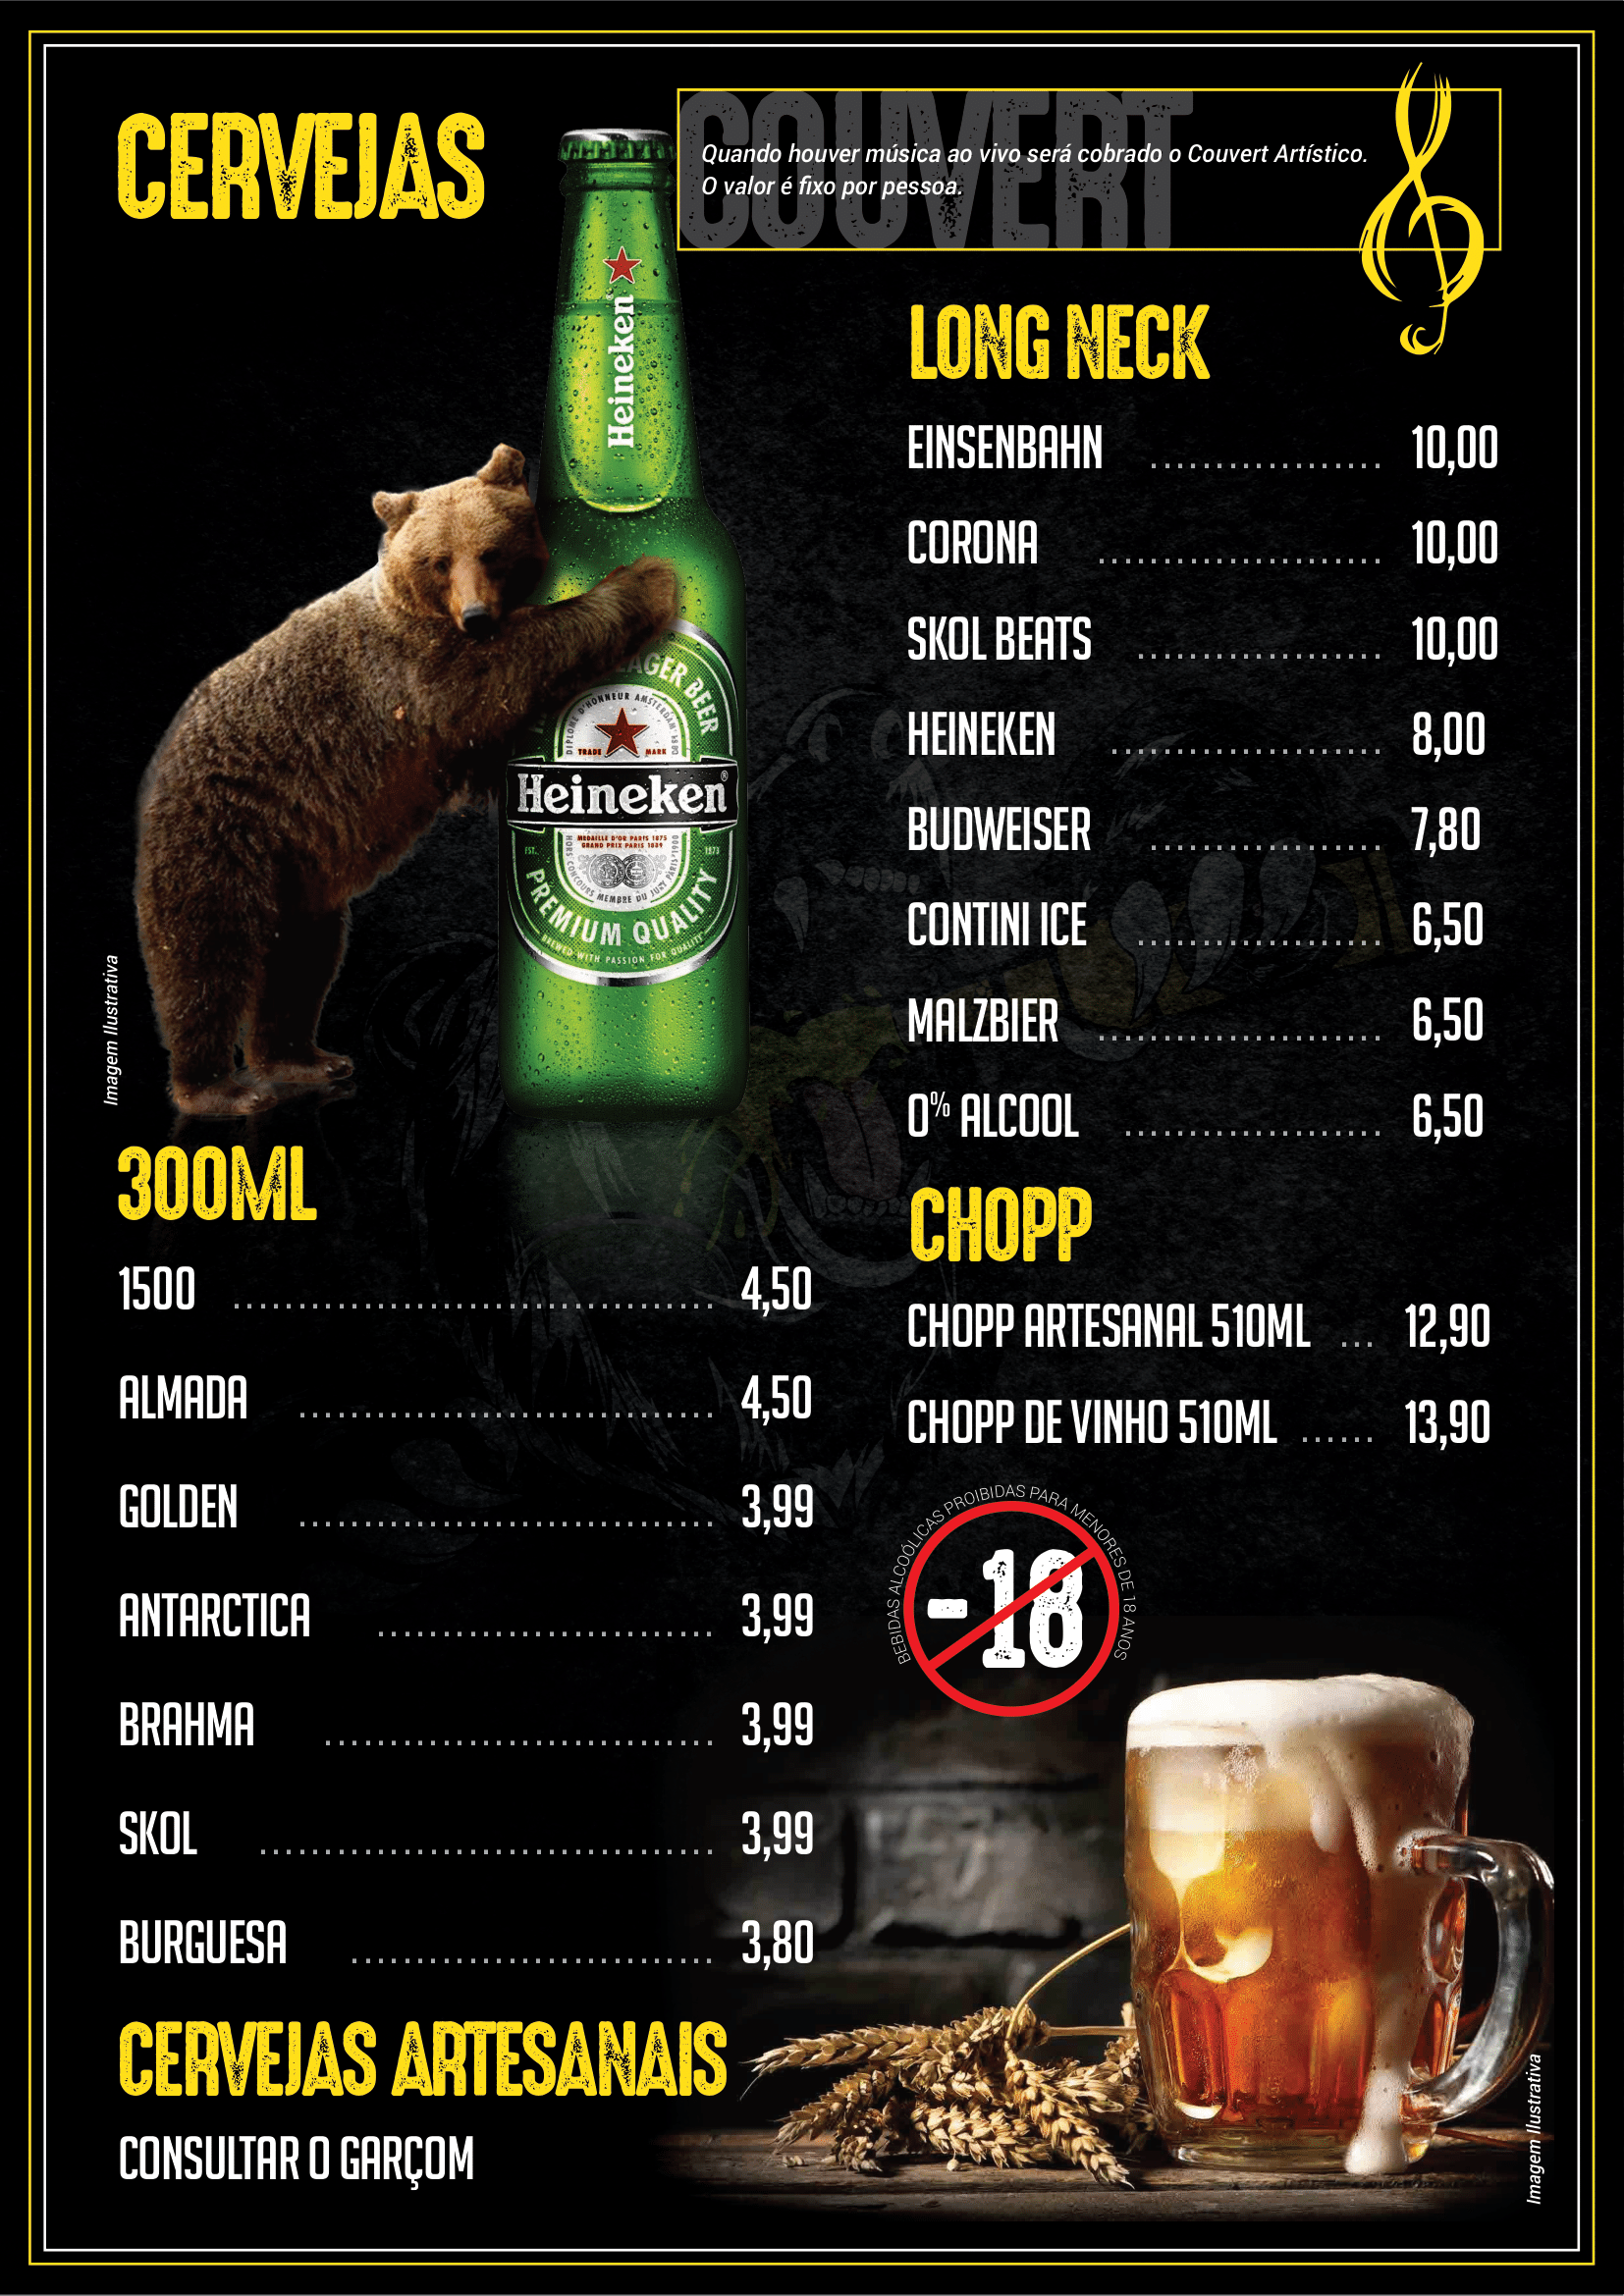 CERVEJAS
COUVERT
Quando houver música ao vivo será cobrado o Couvert Artístico.
O valor é fixo por pessoa.
Heineken
LAGER BEER
DIPLOME D'HONNEUR AMSTERDAM 1883
TRADE MARK
Heineken®
MEDAILLE D'OR PARIS 1875
GRAND PRIX PARIS 1889
EST. 1873
HORS CONCOURS MEMBRE DU JURY PARIS 1900
PREMIUM QUALITY
BREWED WITH PASSION FOR QUALITY
Imagem Ilustrativa
LONG NECK
EINSENBAHN .................. 10,00
CORONA ...................... 10,00
SKOL BEATS ................... 10,00
HEINEKEN ..................... 8,00
BUDWEISER .................. 7,80
CONTINI ICE ................... 6,50
MALZBIER ...................... 6,50
0% ALCOOL .................... 6,50
300ML
1500 ..................................... 4,50
ALMADA ................................ 4,50
GOLDEN ................................ 3,99
ANTARCTICA .......................... 3,99
BRAHMA .............................. 3,99
SKOL ................................... 3,99
BURGUESA ............................ 3,80
CHOPP
CHOPP ARTESANAL 510ML ... 12,90
CHOPP DE VINHO 510ML ...... 13,90
BEBIDAS ALCOÓLICAS PROIBIDAS PARA MENORES DE 18 ANOS
-18
CERVEJAS ARTESANAIS
CONSULTAR O GARÇOM
Imagem Ilustrativa